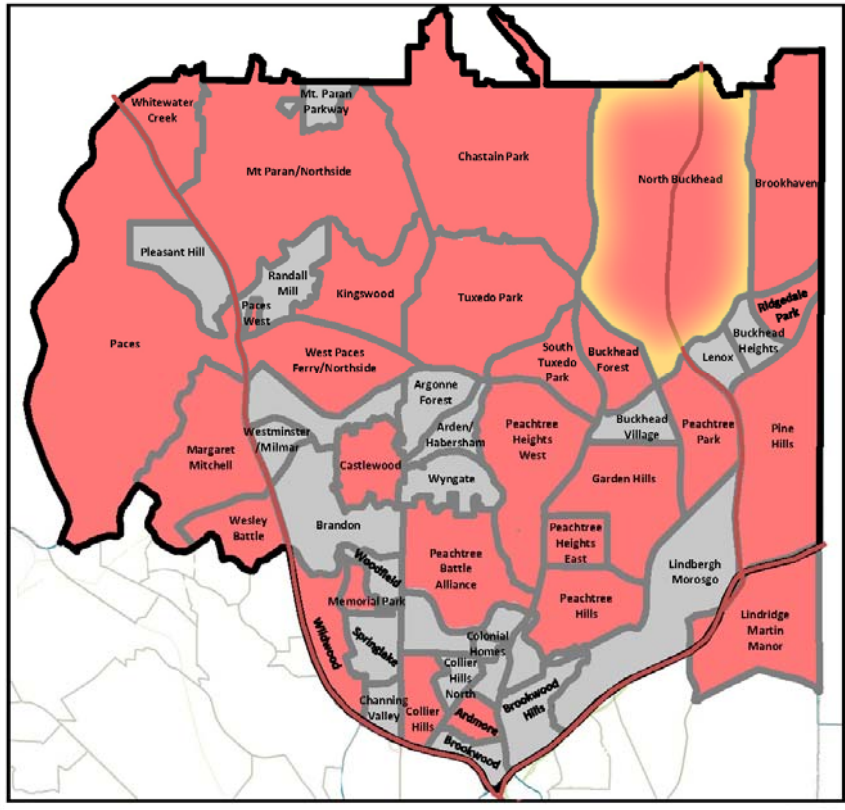 Whitewater
Creek
Mt. Paran
Parkway
Mt Paran/Northside
Chastain Park
North Buckhead
Brookhaven
Pleasant Hill
Randall
Mill
Paces
West
Kingswood
Tuxedo Park
Ridgedale
Park
Buckhead
Heights
Lenox
Paces
West Paces
Ferry/Northside
South
Tuxedo
Park
Buckhead
Forest
Argonne
Forest
Arden/
Habersham
Peachtree
Heights
West
Buckhead
Village
Peachtree
Park
Pine
Hills
Westminster
/Milmar
Margaret
Mitchell
Castlewood
Wyngate
Garden Hills
Wesley
Battle
Brandon
Peachtree
Heights
East
Woodfield
Peachtree
Battle
Alliance
Lindbergh
Morosgo
Memorial Park
Peachtree
Hills
Wildwood
Springlake
Colonial
Homes
Lindridge
Martin
Manor
Collier
Hills
North
Channing
Valley
Collier
Hills
Ardmore
Brookwood
Hills
Brookwood